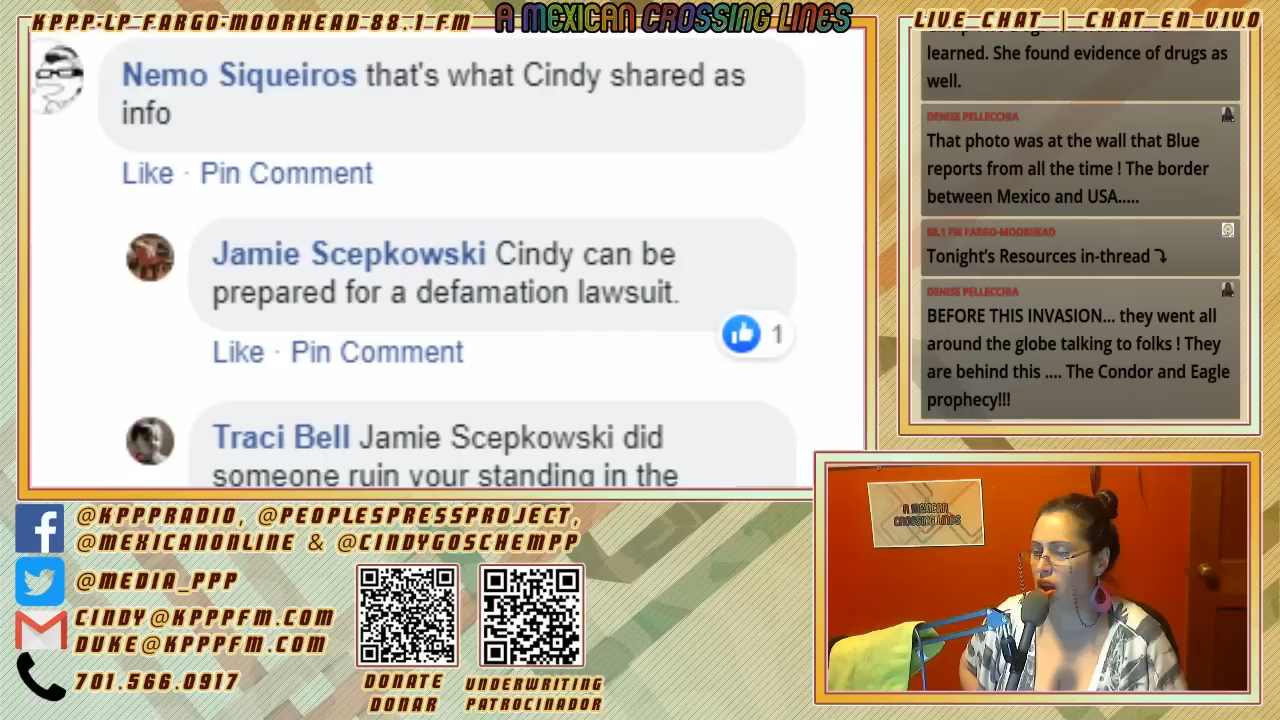 KPPP-LP FARGO-MOORHEAD 88.1 FM
A MEXICAN CROSSING LINES
LIVE CHAT | CHAT EN VIVO
Nemo Siqueiros that's what Cindy shared as
info
Like · Pin Comment
Jamie Scepkowski Cindy can be
prepared for a defamation lawsuit.
1
Like · Pin Comment
Traci Bell Jamie Scepkowski did
someone ruin your standing in the
learned. She found evidence of drugs as
well.
DENISE PELLECCHIA
That photo was at the wall that Blue
reports from all the time ! The border
between Mexico and USA.....
88.1 FM FARGO-MOORHEAD
Tonight's Resources in-thread ⤵
DENISE PELLECCHIA
BEFORE THIS INVASION... they went all
around the globe talking to folks ! They
are behind this .... The Condor and Eagle
prophecy!!!
@KPPPRADIO, @PEOPLESPRESSPROJECT,
@MEXICANONLINE & @CINDYGOSCHEMPP
@MEDIA_PPP
CINDY@KPPPFM.COM
DUKE@KPPPFM.COM
701.566.0917
DONATE
DONAR
UNDERWRITING
PATROCINADOR
A MEXICAN
CROSSING LINES